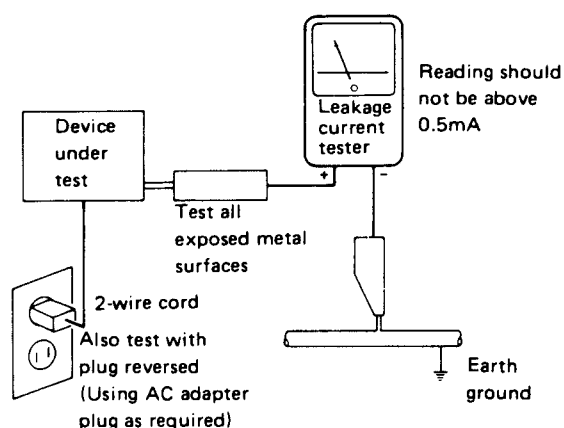 Reading should
not be above
0.5mA
Leakage
current
tester
+
-
Device
under
test
Test all
exposed metal
surfaces
2-wire cord
Also test with
plug reversed
(Using AC adapter
plug as required)
Earth
ground